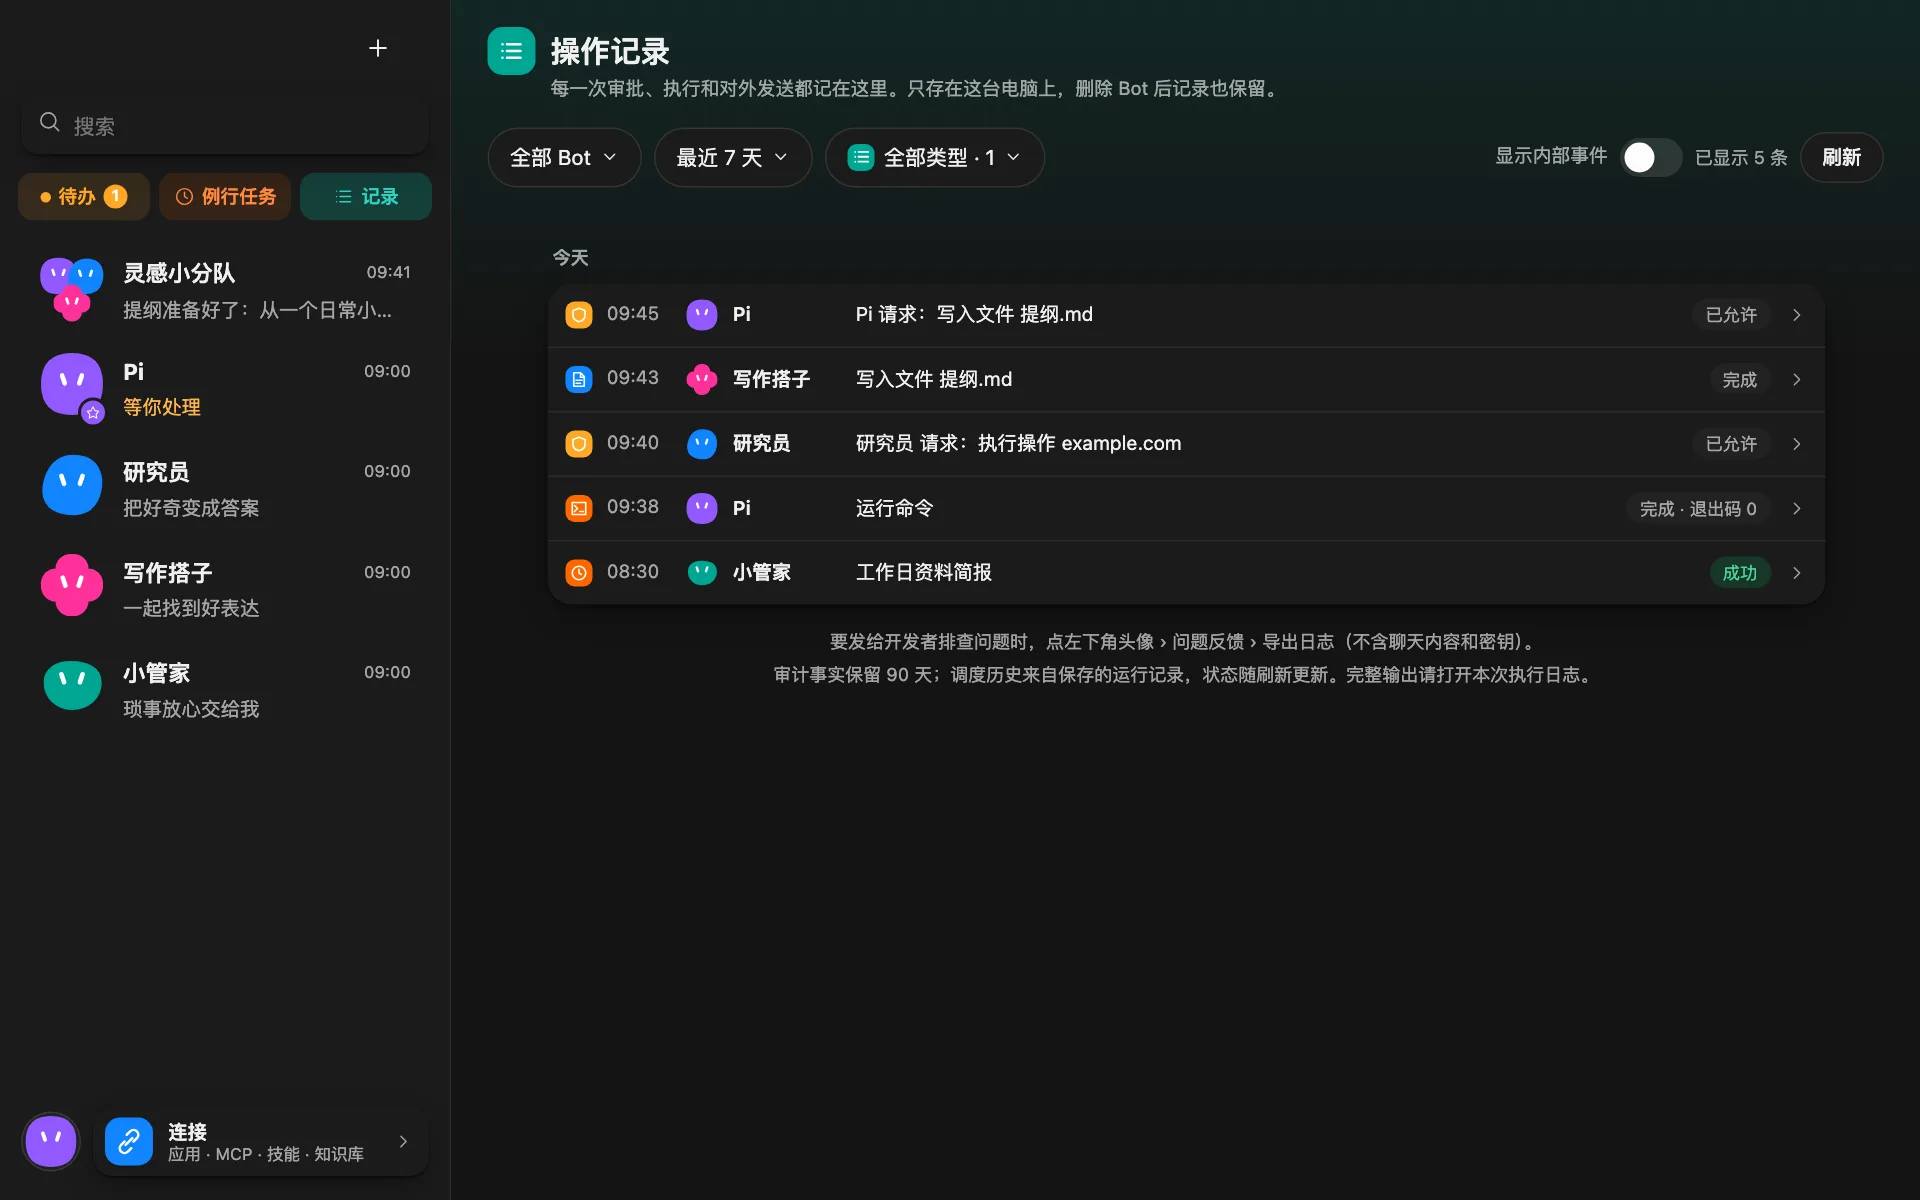 搜索
待办 1
例行任务
记录
灵感小分队 09:41
提纲准备好了：从一个日常小...
Pi 09:00
等你处理
研究员 09:00
把好奇变成答案
写作搭子 09:00
一起找到好表达
小管家 09:00
琐事放心交给我
连接
应用 · MCP · 技能 · 知识库
操作记录
每一次审批、执行和对外发送都记在这里。只存在这台电脑上，删除 Bot 后记录也保留。
全部 Bot
最近 7 天
全部类型 · 1
显示内部事件
已显示 5 条
刷新
今天
09:45 Pi Pi 请求：写入文件 提纲.md 已允许
09:43 写作搭子 写入文件 提纲.md 完成
09:40 研究员 研究员 请求：执行操作 example.com 已允许
09:38 Pi 运行命令 完成 · 退出码 0
08:30 小管家 工作日资料简报 成功
要发给开发者排查问题时，点左下角头像 › 问题反馈 › 导出日志（不含聊天内容和密钥）。
审计事实保留 90 天；调度历史来自保存的运行记录，状态随刷新更新。完整输出请打开本次执行日志。